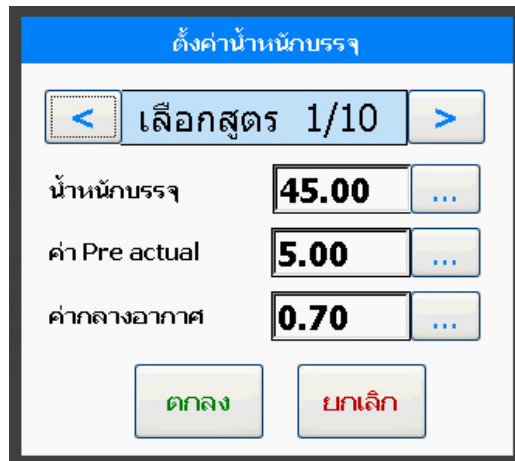 ตั้งค่าน้ำหนักบรรจุ
< เลือกสูตร 1/10 >
น้ำหนักบรรจุ 45.00 ...
ค่า Pre actual 5.00 ...
ค่ากลางอากาศ 0.70 ...
ตกลง ยกเลิก